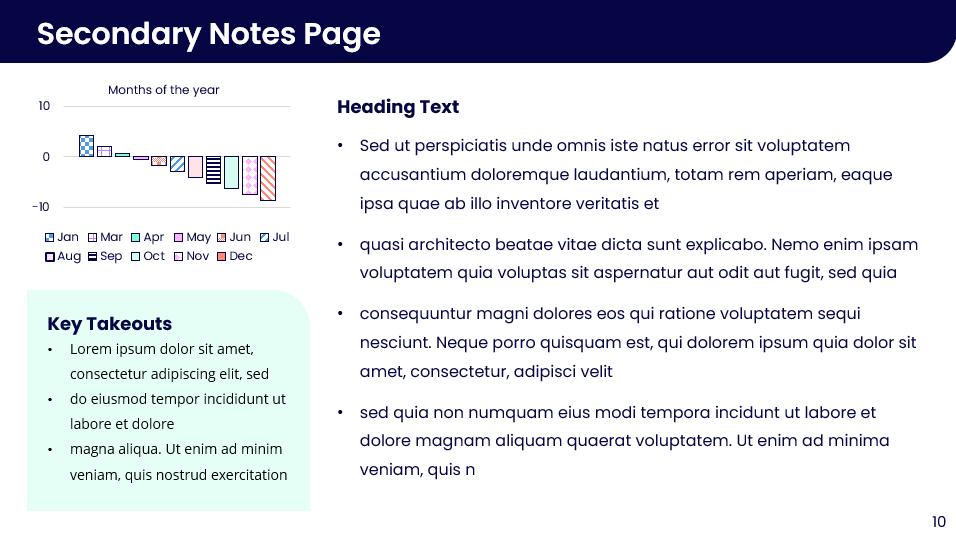 Secondary Notes Page
Months of the year
10
0
-10
Jan Mar Apr May Jun Jul
Aug Sep Oct Nov Dec
Key Takeouts
• Lorem ipsum dolor sit amet,
consectetur adipiscing elit, sed
• do eiusmod tempor incididunt ut
labore et dolore
• magna aliqua. Ut enim ad minim
veniam, quis nostrud exercitation
Heading Text
• Sed ut perspiciatis unde omnis iste natus error sit voluptatem
accusantium doloremque laudantium, totam rem aperiam, eaque
ipsa quae ab illo inventore veritatis et
• quasi architecto beatae vitae dicta sunt explicabo. Nemo enim ipsam
voluptatem quia voluptas sit aspernatur aut odit aut fugit, sed quia
• consequuntur magni dolores eos qui ratione voluptatem sequi
nesciunt. Neque porro quisquam est, qui dolorem ipsum quia dolor sit
amet, consectetur, adipisci velit
• sed quia non numquam eius modi tempora incidunt ut labore et
dolore magnam aliquam quaerat voluptatem. Ut enim ad minima
veniam, quis n
10